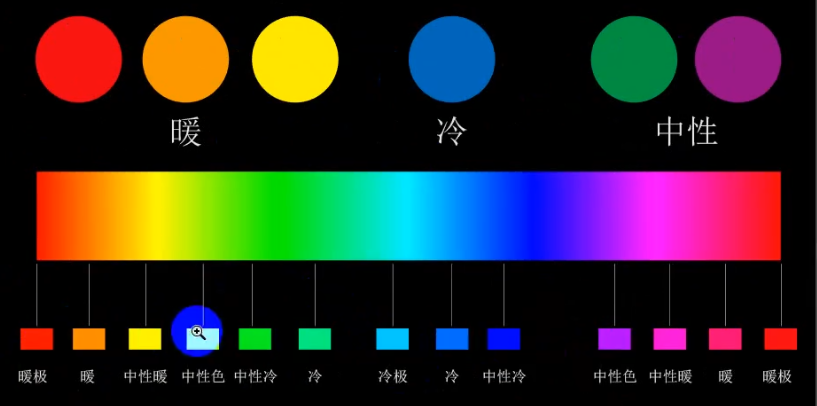 暖 冷 中性
暖极 暖 中性暖 中性色 中性冷 冷 冷极 冷 中性冷 中性色 中性暖 暖 暖极